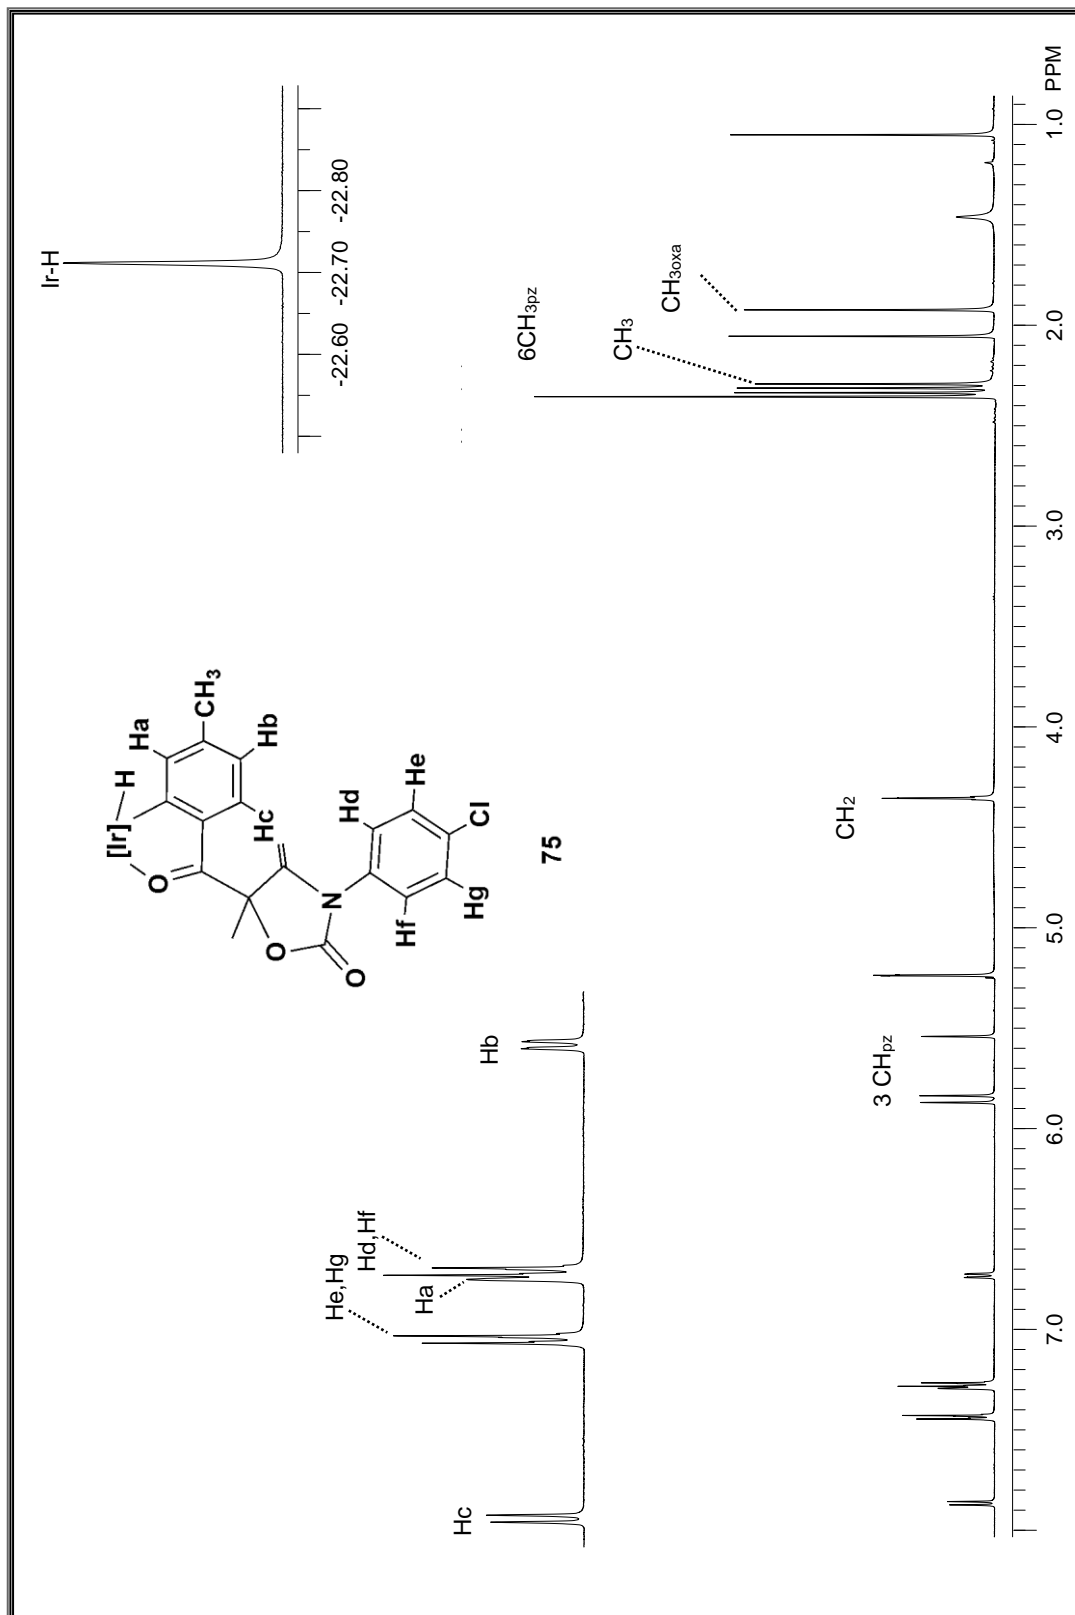 Ir-H
-22.60 -22.70 -22.80
Hc
He,Hg
Ha
Hd,Hf
Hb
[Ir]
H
Ha
O
CH3
Hb
Hc
Hd
He
O
N
O
Hf
Hg
Cl
75
6CH3pz
CH3
CH3oxa
3 CHpz
CH2
7.0 6.0 5.0 4.0 3.0 2.0 1.0 PPM